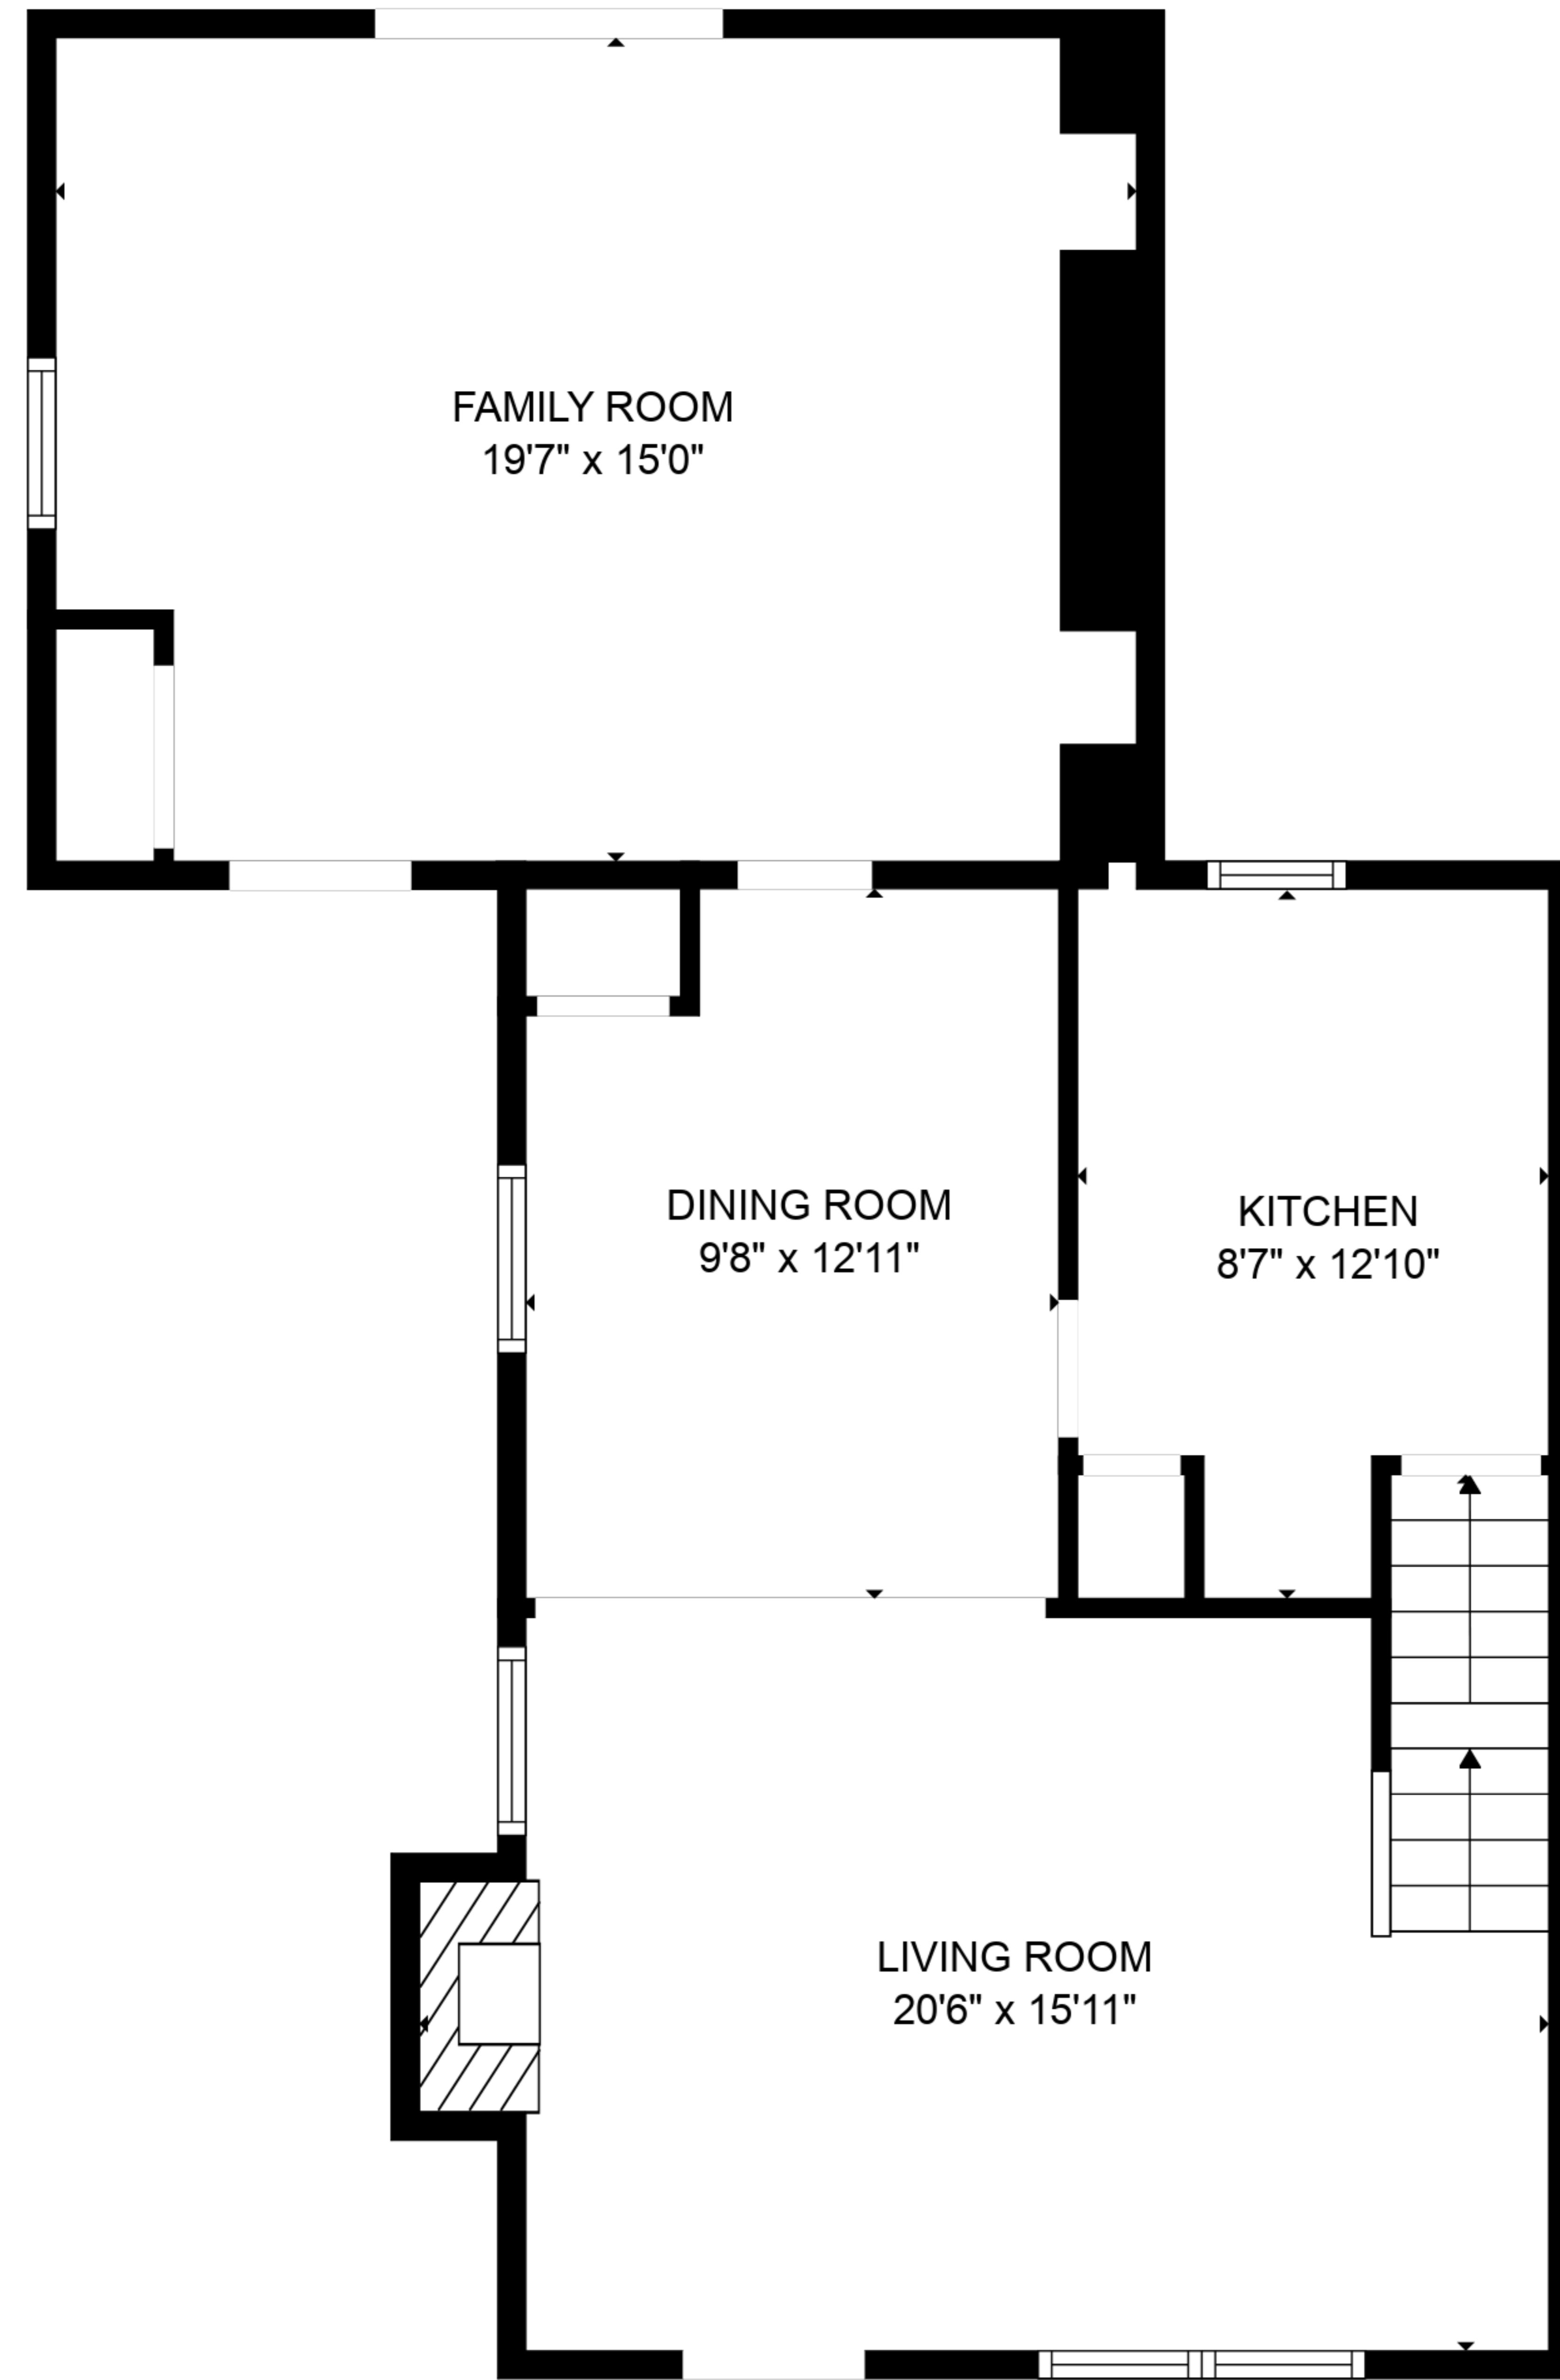 FAMILY ROOM
19'7" x 15'0"
DINING ROOM
9'8" x 12'11"
KITCHEN
8'7" x 12'10"
LIVING ROOM
20'6" x 15'11"